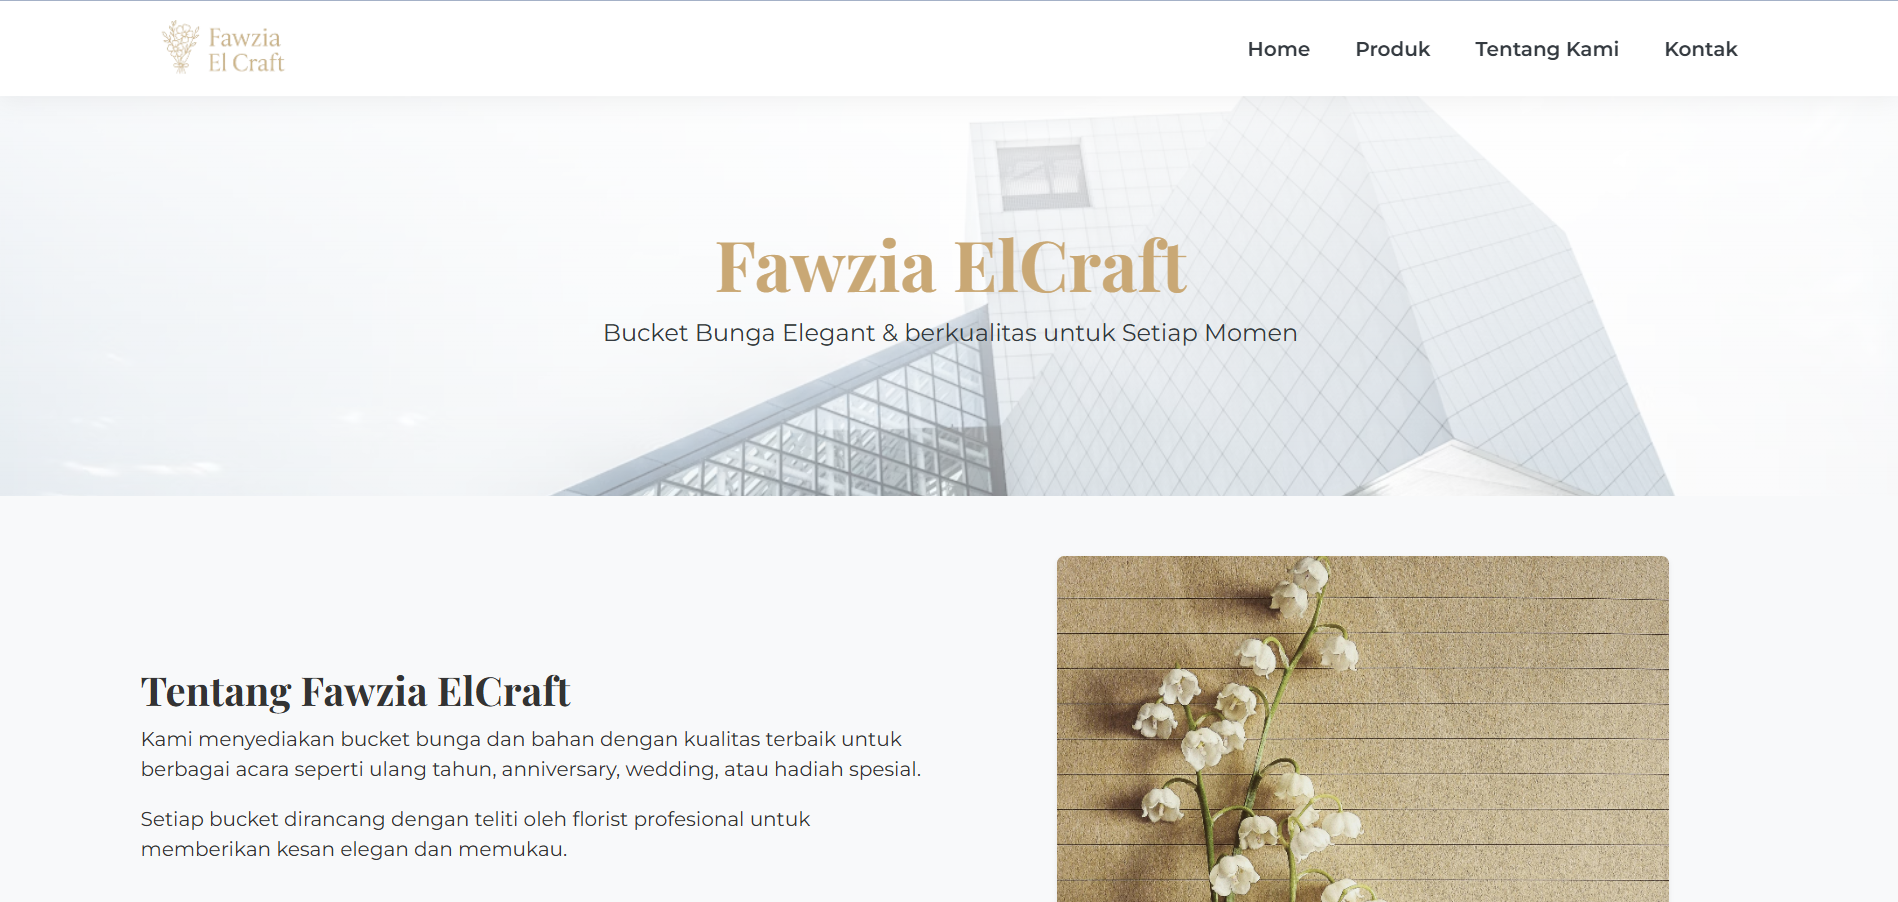 Fawzia
El Craft
Home Produk Tentang Kami Kontak
Fawzia ElCraft
Bucket Bunga Elegant & berkualitas untuk Setiap Momen
Tentang Fawzia ElCraft
Kami menyediakan bucket bunga dan bahan dengan kualitas terbaik untuk
berbagai acara seperti ulang tahun, anniversary, wedding, atau hadiah spesial.
Setiap bucket dirancang dengan teliti oleh florist profesional untuk
memberikan kesan elegan dan memukau.